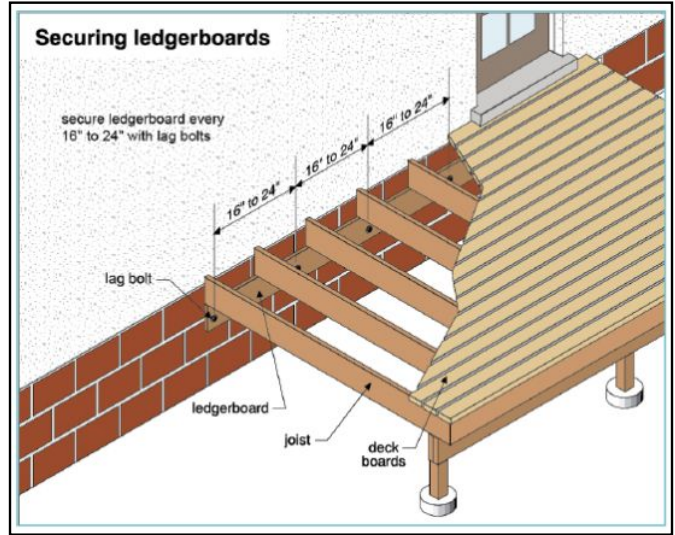 Securing ledgerboards
secure ledgerboard every
16" to 24" with lag bolts
16" to 24"
16" to 24"
16" to 24"
lag bolt
ledgerboard
joist
deck
boards